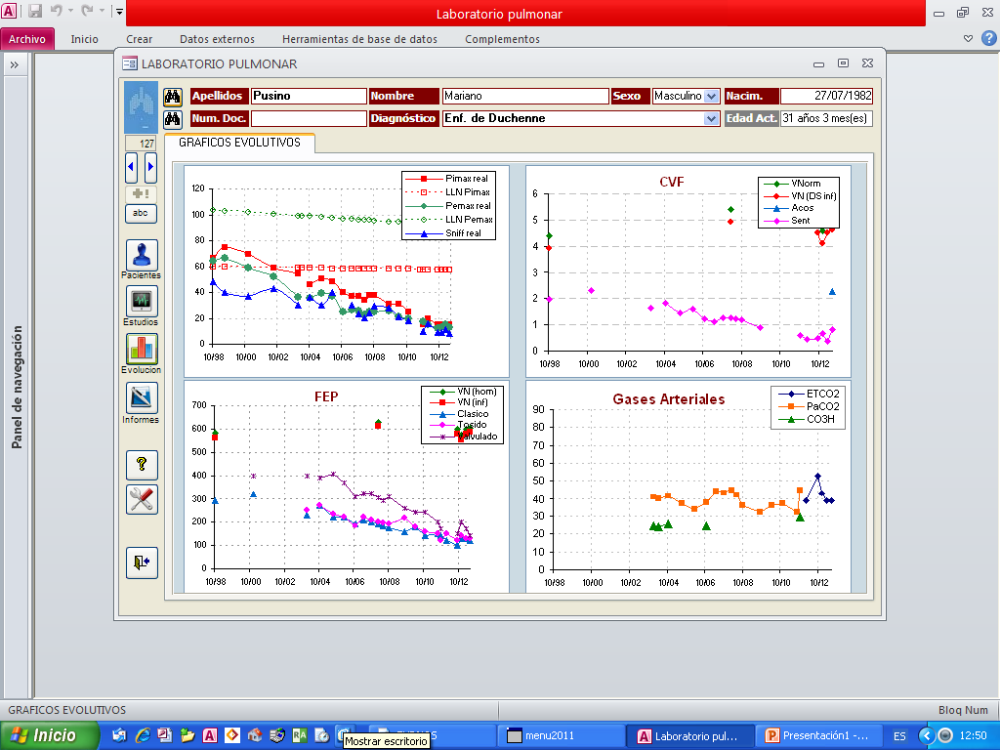 Laboratorio pulmonar
Archivo Inicio Crear Datos externos Herramientas de base de datos Complementos
LABORATORIO PULMONAR
Apellidos Pusino Nombre Mariano Sexo Masculino Nacim. 27/07/1982
Num. Doc. Diagnóstico Enf. de Duchenne Edad Act. 31 años 3 mes(es)
127
abc
Pacientes
Estudios
Evolucion
Informes
Panel de navegación
GRAFICOS EVOLUTIVOS
Pimax real
LLN Pimax
Pemax real
LLN Pemax
Sniff real
120
100
80
60
40
20
0
10/98 10/00 10/02 10/04 10/06 10/08 10/10 10/12
CVF
VNorm
VN (DS inf)
Acos
Sent
6
5
4
3
2
1
0
10/98 10/00 10/02 10/04 10/06 10/08 10/10 10/12
FEP
VN (hom)
VN (inf)
Clasico
Tosido
Valvulado
700
600
500
400
300
200
100
0
10/98 10/00 10/02 10/04 10/06 10/08 10/10 10/12
Gases Arteriales
ETCO2
PaCO2
CO3H
90
80
70
60
50
40
30
20
10
0
10/98 10/00 10/02 10/04 10/06 10/08 10/10 10/12
GRAFICOS EVOLUTIVOS Bloq Num
Inicio menu2011 Laboratorio pul... Presentación1 -... ES 12:50
Mostrar escritorio